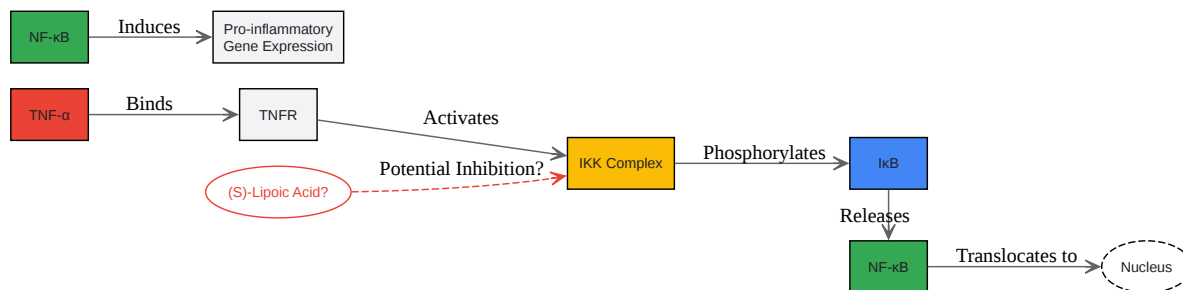 NF-κB
Induces
Pro-inflammatory
Gene Expression
TNF-α
Binds
TNFR
Activates
IKK Complex
Phosphorylates
IκB
Potential Inhibition?
(S)-Lipoic Acid?
Releases
NF-κB
Translocates to
Nucleus